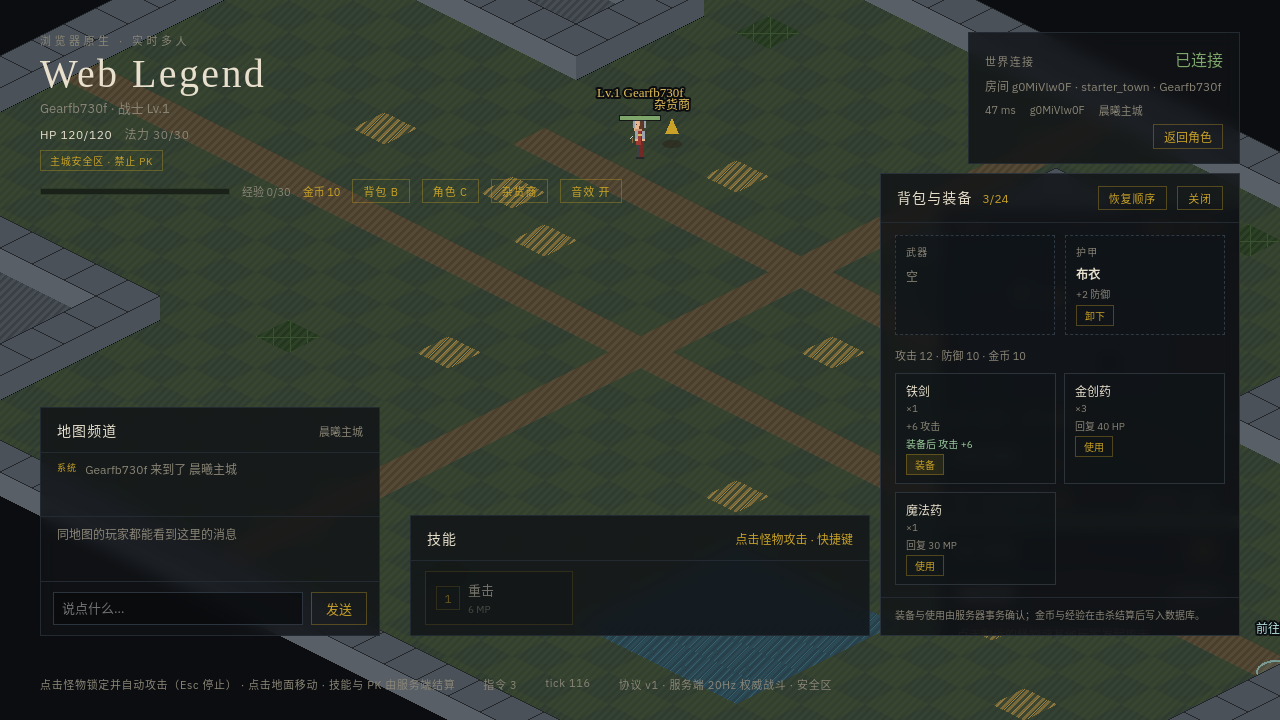 浏览器原生 · 实时多人
Web Legend
Gearfb730f · 战士 Lv.1
HP 120/120 法力 30/30
主城安全区 · 禁止 PK
经验 0/30 金币 10 背包 B 角色 C 杂货商 音效 开
Lv.1 Gearfb730f
杂货商
世界连接 已连接
房间 g0MiVlw0F · starter_town · Gearfb730f
47 ms g0MiVlw0F 晨曦主城
返回角色
背包与装备 3/24 恢复顺序 关闭
武器
空
护甲
布衣
+2 防御
卸下
攻击 12 · 防御 10 · 金币 10
铁剑
×1
+6 攻击
装备后 攻击 +6
装备
金创药
×3
回复 40 HP
使用
魔法药
×1
回复 30 MP
使用
装备与使用由服务器事务确认；金币与经验在击杀结算后写入数据库。
地图频道 晨曦主城
系统 Gearfb730f 来到了 晨曦主城
同地图的玩家都能看到这里的消息
说点什么... 发送
技能 点击怪物攻击 · 快捷键
1 重击
6 MP
前往
点击怪物锁定并自动攻击（Esc 停止） · 点击地面移动 · 技能与 PK 由服务端结算 指令 3 tick 116 协议 v1 · 服务端 20Hz 权威战斗 · 安全区